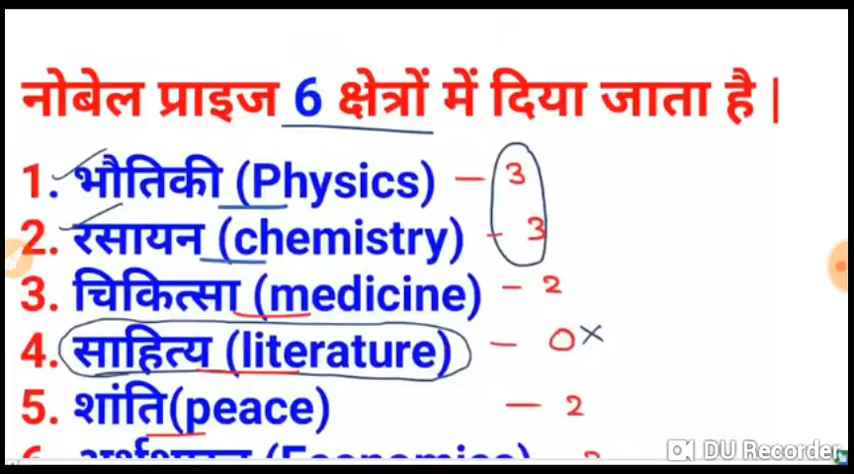 नोबेल प्राइज 6 क्षेत्रों में दिया जाता है |
1. भौतिकी (Physics) – 3
2. रसायन (chemistry) – 3
3. चिकित्सा (medicine) – 2
4. साहित्य (literature) – 0 ×
5. शांति(peace) – 2
DU Recorder